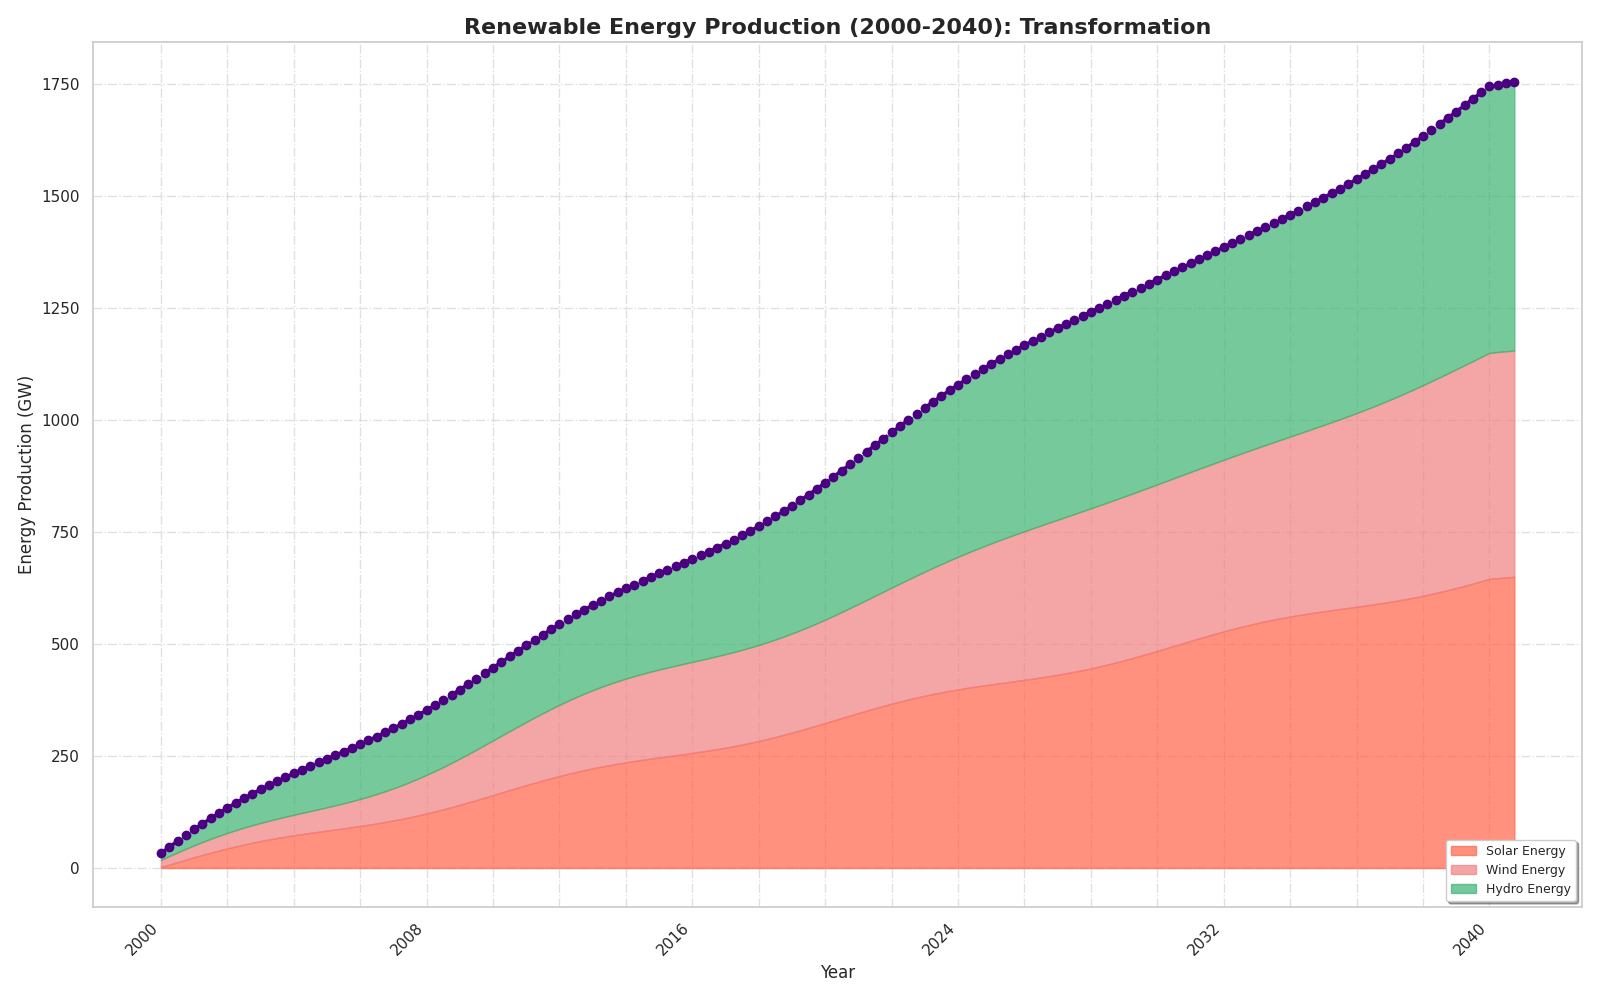 Renewable Energy Production (2000-2040): Transformation
Energy Production (GW)
1750
1500
1250
1000
750
500
250
0
Solar Energy
Wind Energy
Hydro Energy
2000
2008
2016
2024
2032
2040
Year